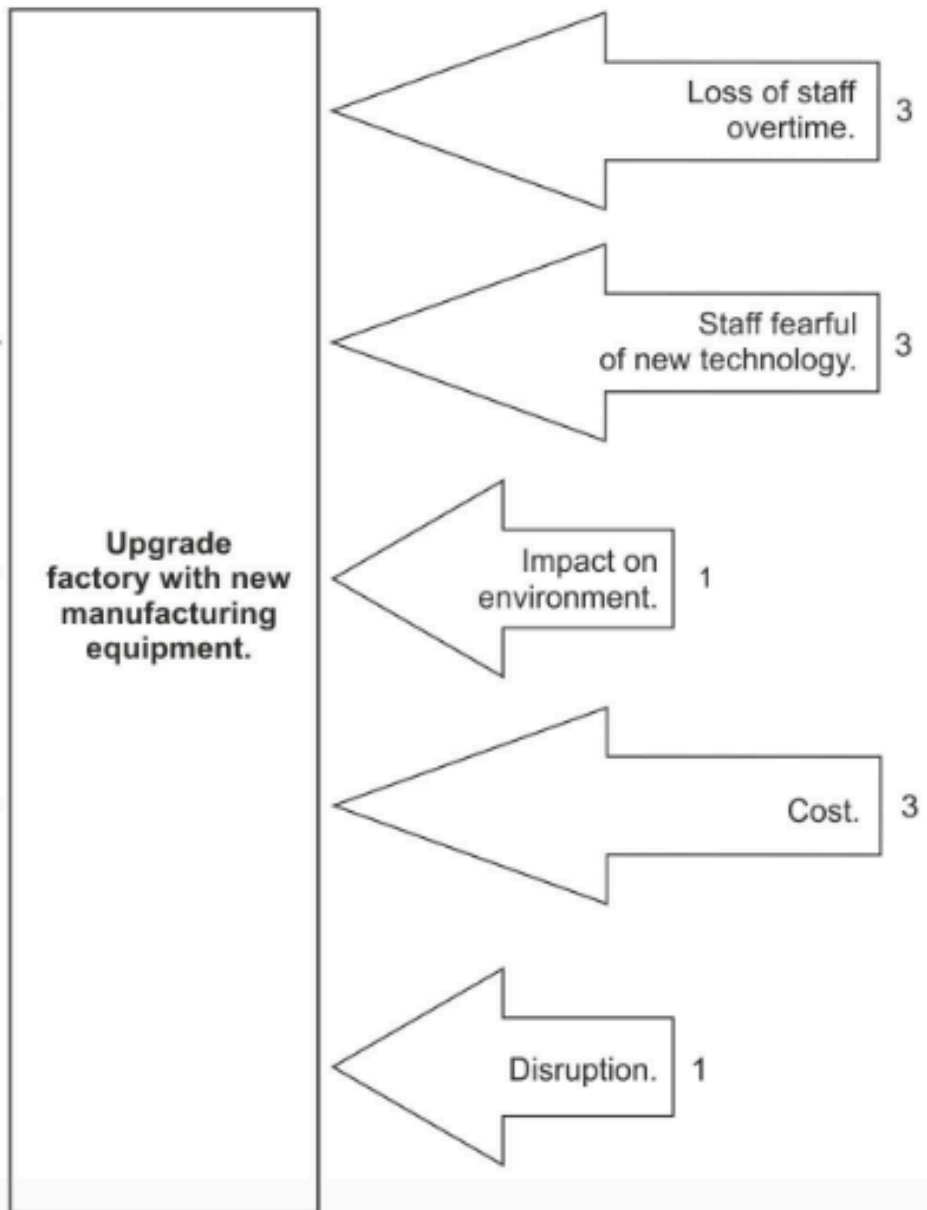 Loss of staff
overtime.
3
Staff fearful
of new technology.
3
Upgrade
factory with new
manufacturing
equipment.
Impact on
environment.
1
Cost.
3
Disruption.
1